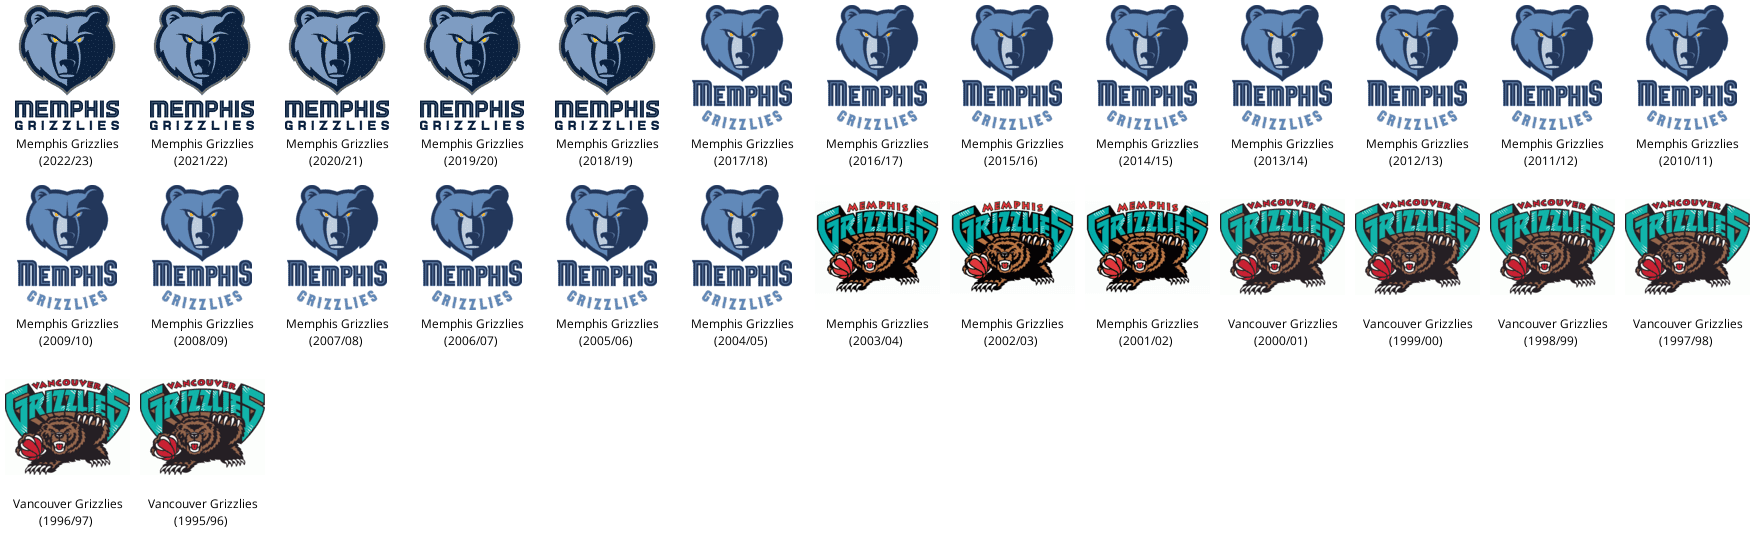 MEMPHIS MEMPHIS MEMPHIS MEMPHIS MEMPHIS MEMPHIS MEMPHIS MEMPHIS MEMPHIS MEMPHIS MEMPHIS MEMPHIS MEMPHIS
GRIZZLIES GRIZZLIES GRIZZLIES GRIZZLIES GRIZZLIES GRIZZLIES GRIZZLIES GRIZZLIES GRIZZLIES GRIZZLIES GRIZZLIES GRIZZLIES GRIZZLIES
Memphis Grizzlies Memphis Grizzlies Memphis Grizzlies Memphis Grizzlies Memphis Grizzlies Memphis Grizzlies Memphis Grizzlies Memphis Grizzlies Memphis Grizzlies Memphis Grizzlies Memphis Grizzlies Memphis Grizzlies Memphis Grizzlies
(2022/23) (2021/22) (2020/21) (2019/20) (2018/19) (2017/18) (2016/17) (2015/16) (2014/15) (2013/14) (2012/13) (2011/12) (2010/11)
MEMPHIS MEMPHIS MEMPHIS VANCOUVER VANCOUVER VANCOUVER VANCOUVER
GRIZZLIES GRIZZLIES GRIZZLIES GRIZZLIES GRIZZLIES GRIZZLIES GRIZZLIES
MEMPHIS MEMPHIS MEMPHIS MEMPHIS MEMPHIS MEMPHIS
GRIZZLIES GRIZZLIES GRIZZLIES GRIZZLIES GRIZZLIES GRIZZLIES
Memphis Grizzlies Memphis Grizzlies Memphis Grizzlies Memphis Grizzlies Memphis Grizzlies Memphis Grizzlies Memphis Grizzlies Memphis Grizzlies Memphis Grizzlies Vancouver Grizzlies Vancouver Grizzlies Vancouver Grizzlies Vancouver Grizzlies
(2009/10) (2008/09) (2007/08) (2006/07) (2005/06) (2004/05) (2003/04) (2002/03) (2001/02) (2000/01) (1999/00) (1998/99) (1997/98)
VANCOUVER VANCOUVER
GRIZZLIES GRIZZLIES
Vancouver Grizzlies Vancouver Grizzlies
(1996/97) (1995/96)